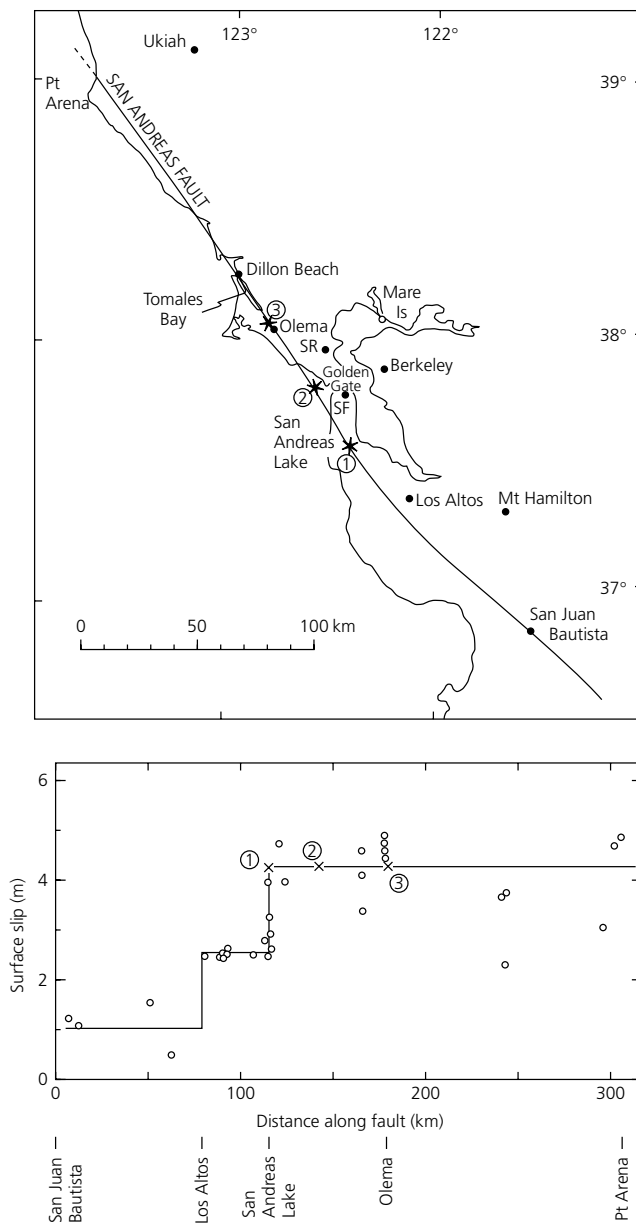 123°
122°
Ukiah
Pt
Arena
39°
SAN ANDREAS FAULT
Dillon Beach
Tomales
Bay
3
Olema
Mare
Is
38°
SR
Berkeley
Golden
Gate
2
SF
San
Andreas
Lake
1
Los Altos
Mt Hamilton
37°
0
50
100 km
San Juan
Bautista
6
4
2
0
Surface slip (m)
1
2
3
0
100
200
300
Distance along fault (km)
San Juan
Bautista
Los Altos
San
Andreas
Lake
Olema
Pt Arena